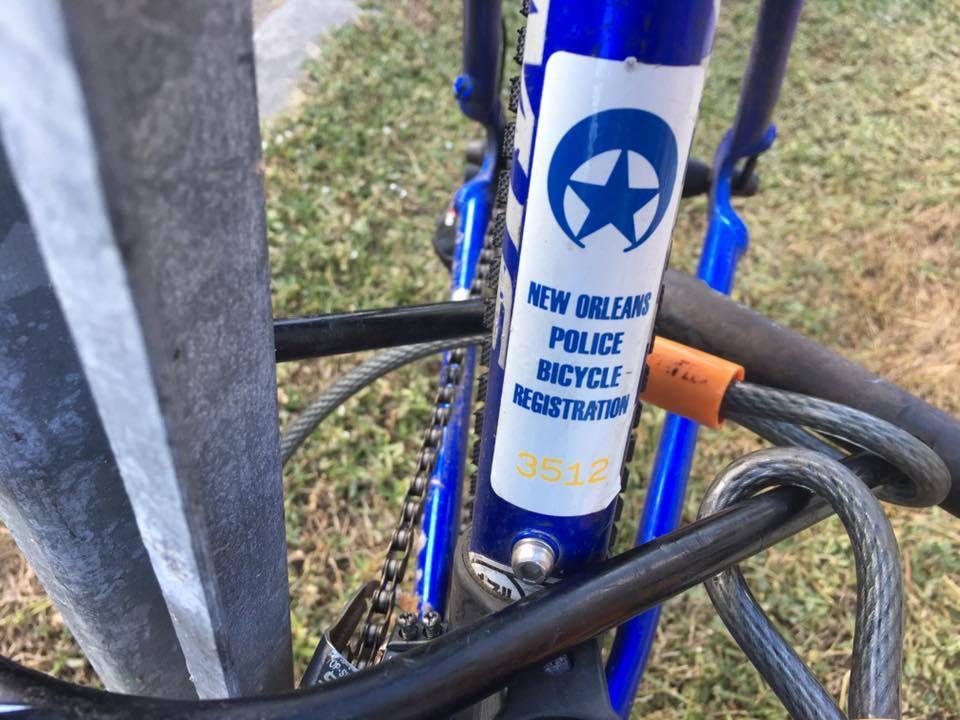 NEW ORLEANS
POLICE
BICYCLE
REGISTRATION
3512